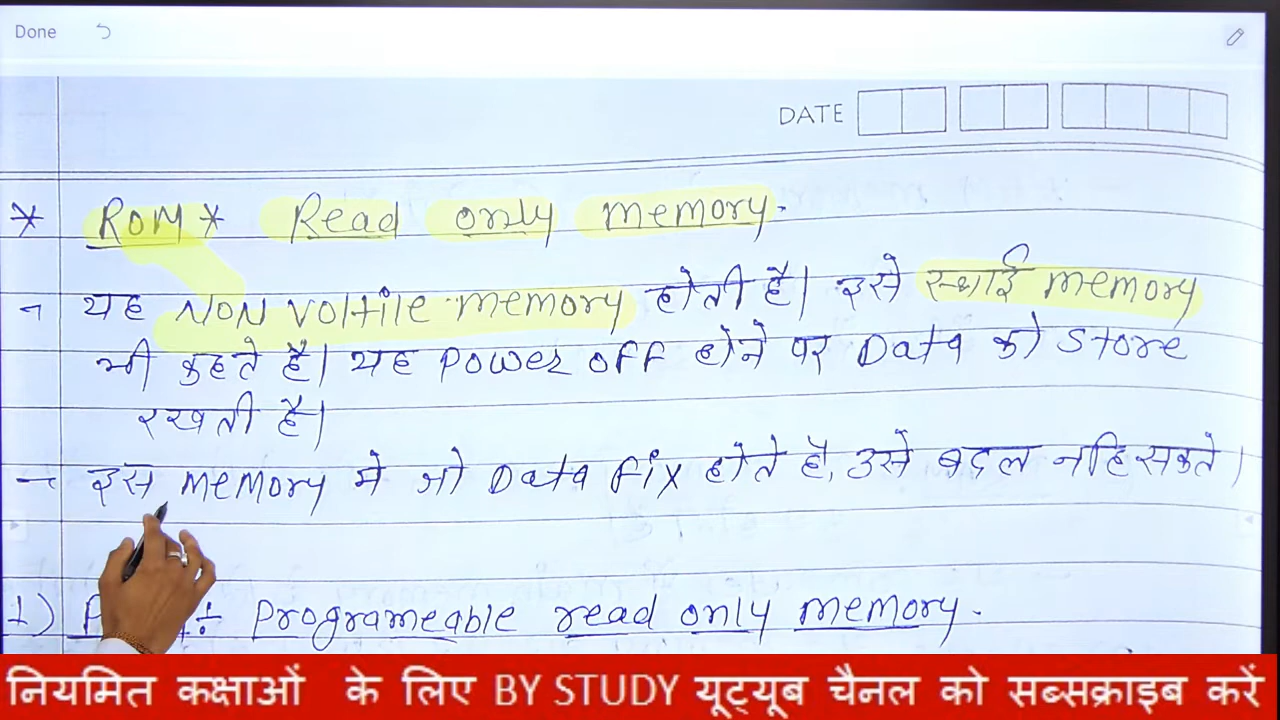 Done
DATE
* ROM * Read only memory.
→ यह NON Voltile memory होती है। इसे स्थाई memory
भी कहते है। यह power off होने पर Data को store
रखती है।
→ इस memory मे जो Data fix होते है, उसे बदल नहि सकते।
1) ÷ programeable read only memory.
नियमित कक्षाओं के लिए BY STUDY यूट्यूब चैनल को सब्सक्राइब करें